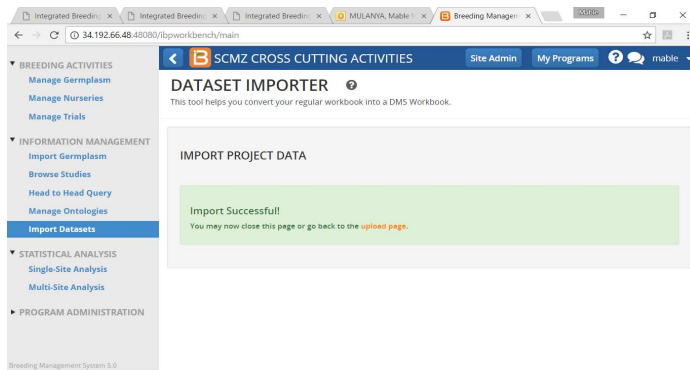 Integrated Breeding
Integrated Breeding
Integrated Breeding
MULANYA, Mable
Breeding Managem
Mable
34.192.66.48:48080/ibpworkbench/main
BREEDING ACTIVITIES
Manage Germplasm
Manage Nurseries
Manage Trials
INFORMATION MANAGEMENT
Import Germplasm
Browse Studies
Head to Head Query
Manage Ontologies
Import Datasets
STATISTICAL ANALYSIS
Single-Site Analysis
Multi-Site Analysis
PROGRAM ADMINISTRATION
Breeding Management System 5.0
SCMZ CROSS CUTTING ACTIVITIES
Site Admin
My Programs
mable
DATASET IMPORTER
This tool helps you convert your regular workbook into a DMS Workbook.
IMPORT PROJECT DATA
Import Successful!
You may now close this page or go back to the upload page.